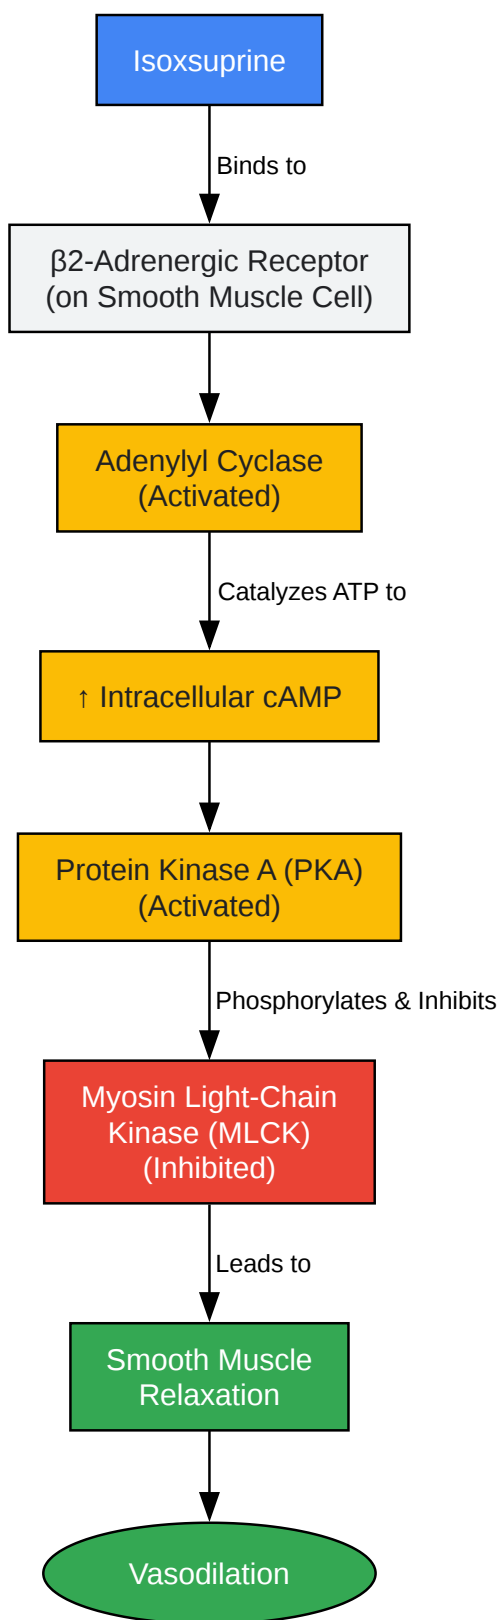 Isoxsuprine
Binds to
β2-Adrenergic Receptor
(on Smooth Muscle Cell)
Adenylyl Cyclase
(Activated)
Catalyzes ATP to
↑ Intracellular cAMP
Protein Kinase A (PKA)
(Activated)
Phosphorylates & Inhibits
Myosin Light-Chain
Kinase (MLCK)
(Inhibited)
Leads to
Smooth Muscle
Relaxation
Vasodilation